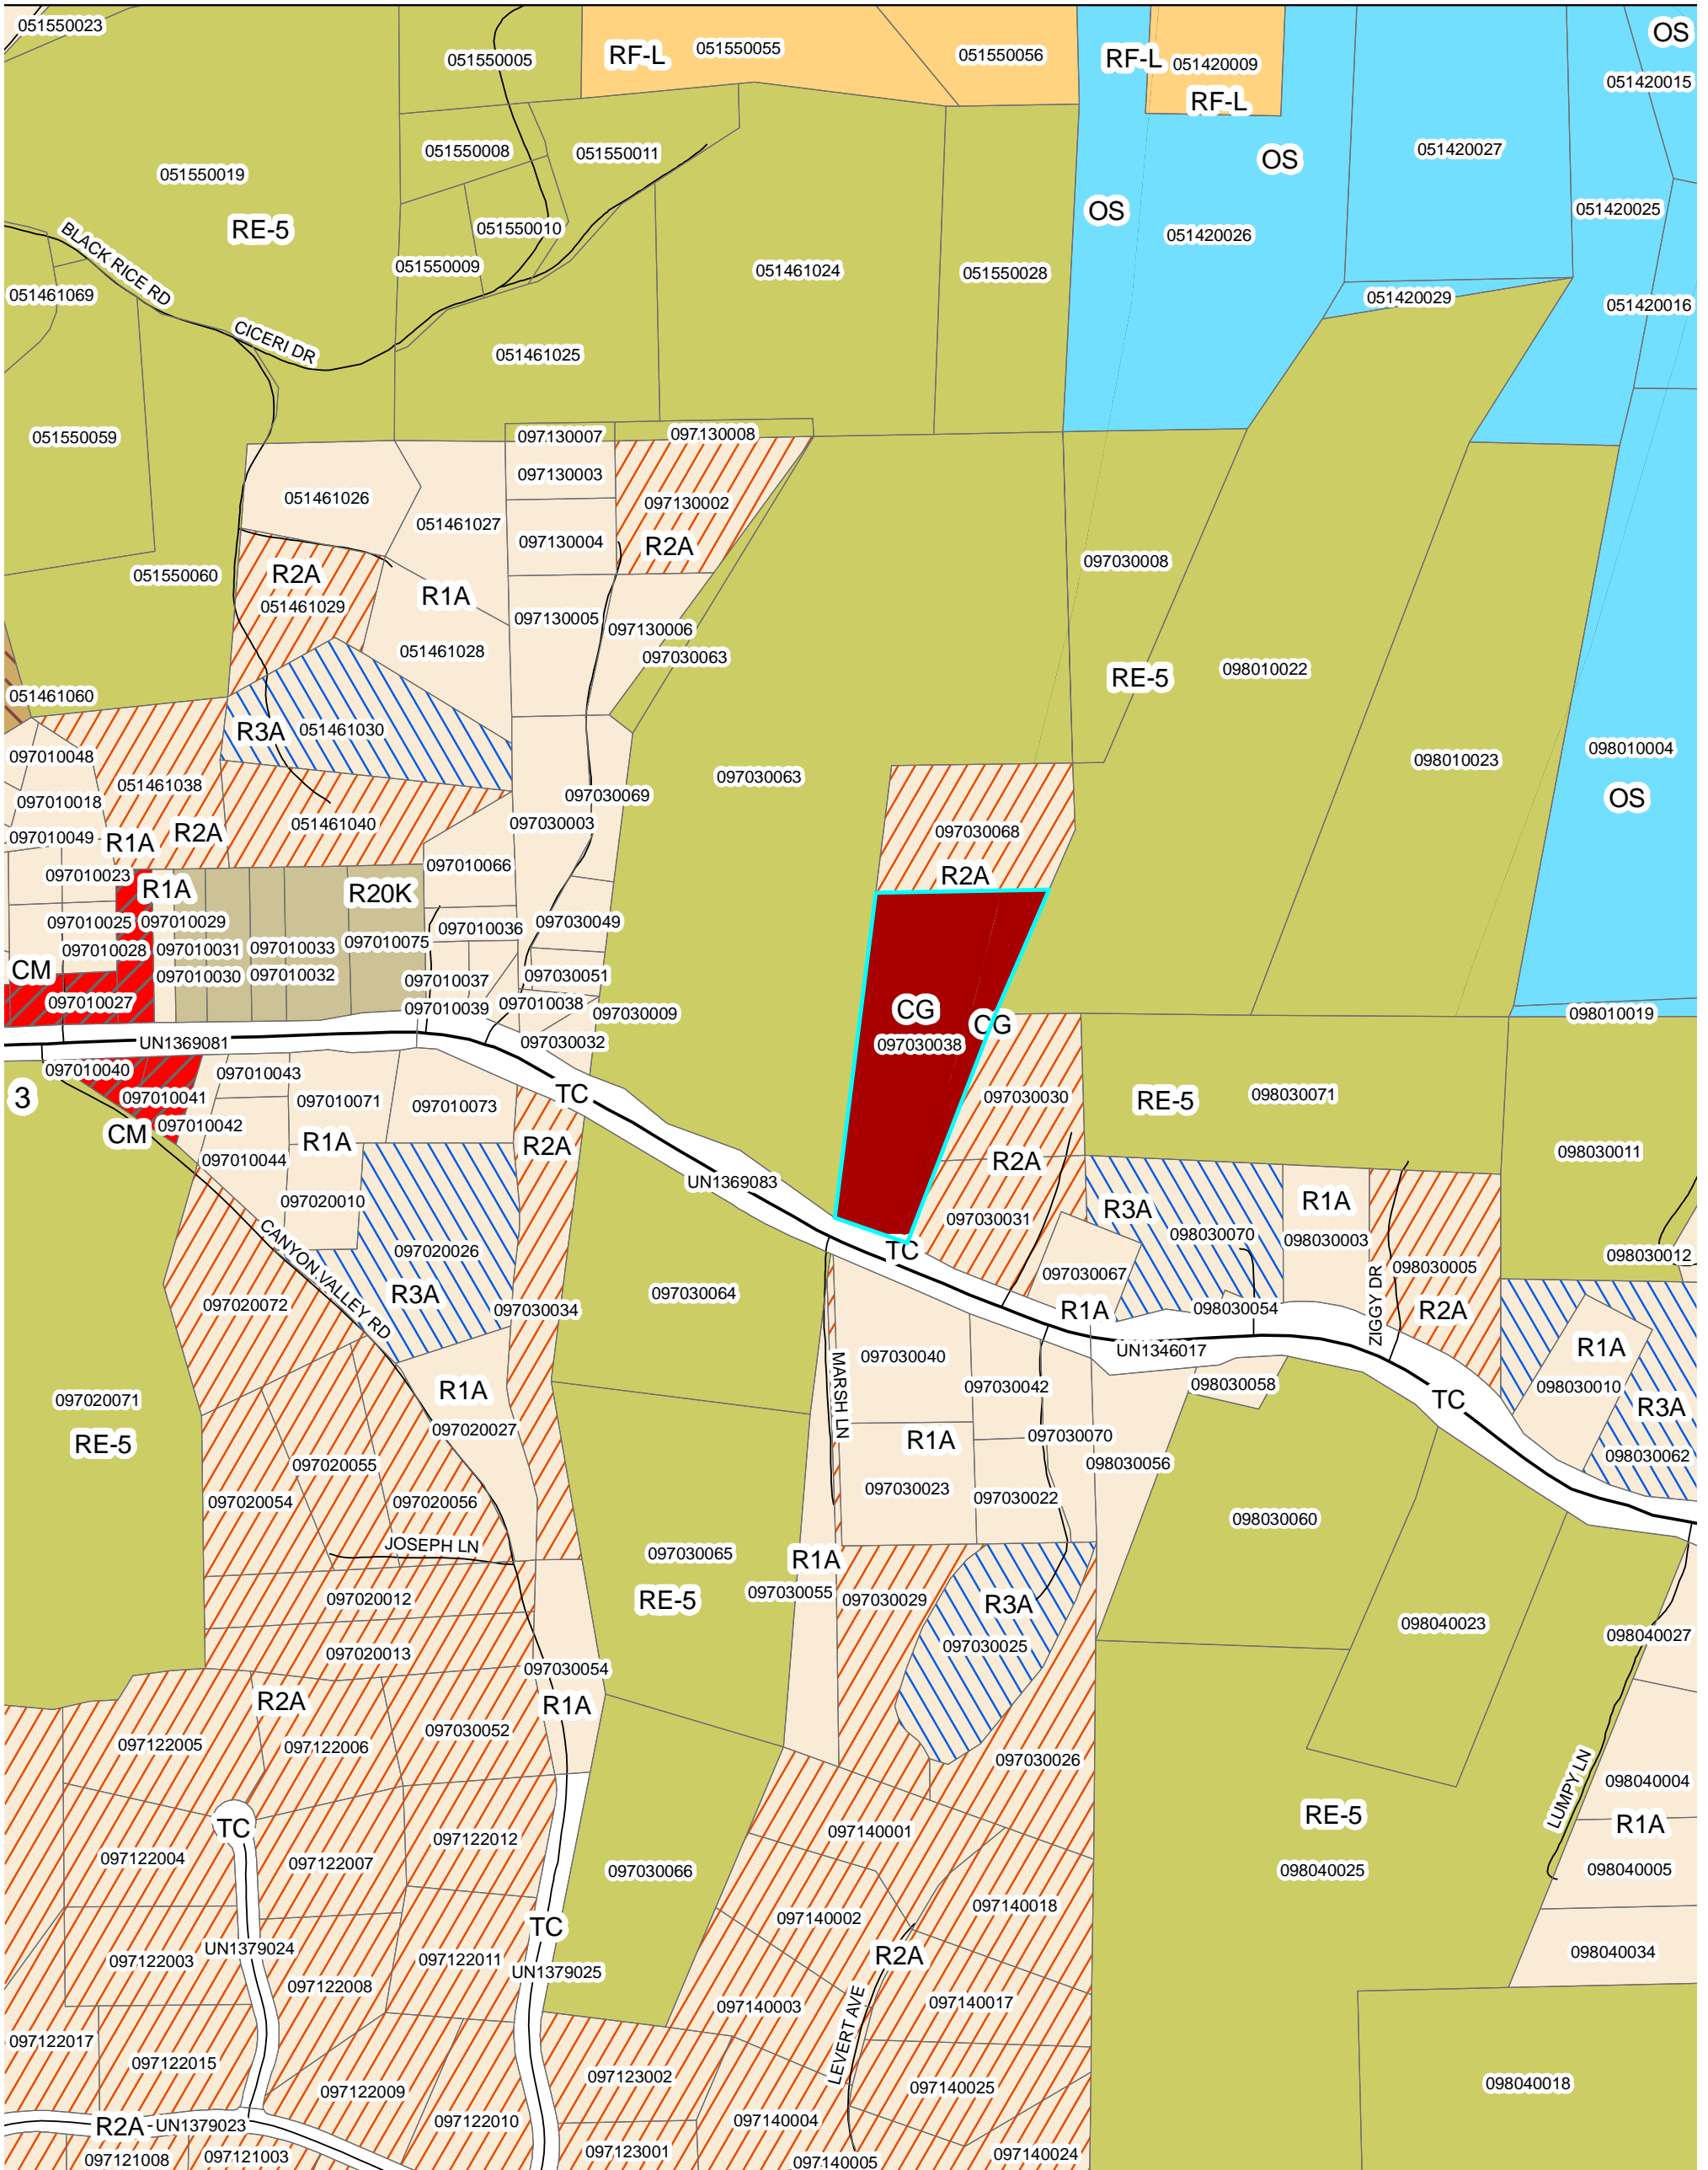 051550023
051550005
RF-L
051550055
051550056
RF-L
051420009
RF-L
OS
051420015
051550008
051550011
OS
051420027
051550019
RE-5
051550010
OS
051420026
051420025
BLACK RICE RD
051550009
051461024
051550028
051461069
051420029
051420016
CICERI DR
051461025
051550059
097130007
097130008
097130003
051461026
097130002
051461027
097130004
R2A
097030008
051550060
R2A
051461029
R1A
097130005
097130006
051461028
097030063
RE-5
098010022
051461060
R3A
051461030
097010048
051461038
097030063
098010023
098010004
097010018
097030069
OS
097010049
R1A
R2A
051461040
097030003
097030068
097010066
R2A
097010023
R1A
R20K
097010025
097010029
097010036
097030049
097010028
097010031
097010033
097010075
CM
097010030
097010032
097010037
097030051
097010027
097010039
097010038
097030009
CG
CG
098010019
UN1369081
097030032
097030038
097010040
097010043
3
097010041
097010071
097010073
TC
097030030
RE-5
098030071
CM
097010042
R1A
R2A
097010044
R2A
098030011
UN1369083
097020010
R3A
R1A
097030031
098030070
098030003
CANYON VALLEY RD
097020026
TC
098030012
097030067
ZIGGY DR
098030005
R3A
097030064
097020072
097030034
R1A
098030054
R2A
MARSH LN
097030040
UN1346017
R1A
R1A
097030042
098030058
098030010
097020071
TC
R3A
097020027
RE-5
R1A
097030070
098030056
098030062
097020055
097030023
097030022
097020054
097020056
098030060
JOSEPH LN
097030065
R1A
097020012
RE-5
097030055
097030029
R3A
098040023
098040027
097020013
097030025
097030054
R2A
R1A
097030052
097122005
097122006
097030026
098040004
LUMPY LN
TC
RE-5
R1A
097122012
097140001
097122004
097122007
097030066
098040025
098040005
097140018
097140002
TC
UN1379024
R2A
098040034
097122003
097122011
UN1379025
097122008
097140003
097140017
097122017
LEVERT AVE
097122015
097123002
098040018
097122009
097140025
R2A
UN1379023
097122010
097140004
097121008
097121003
097123001
097140005
097140024